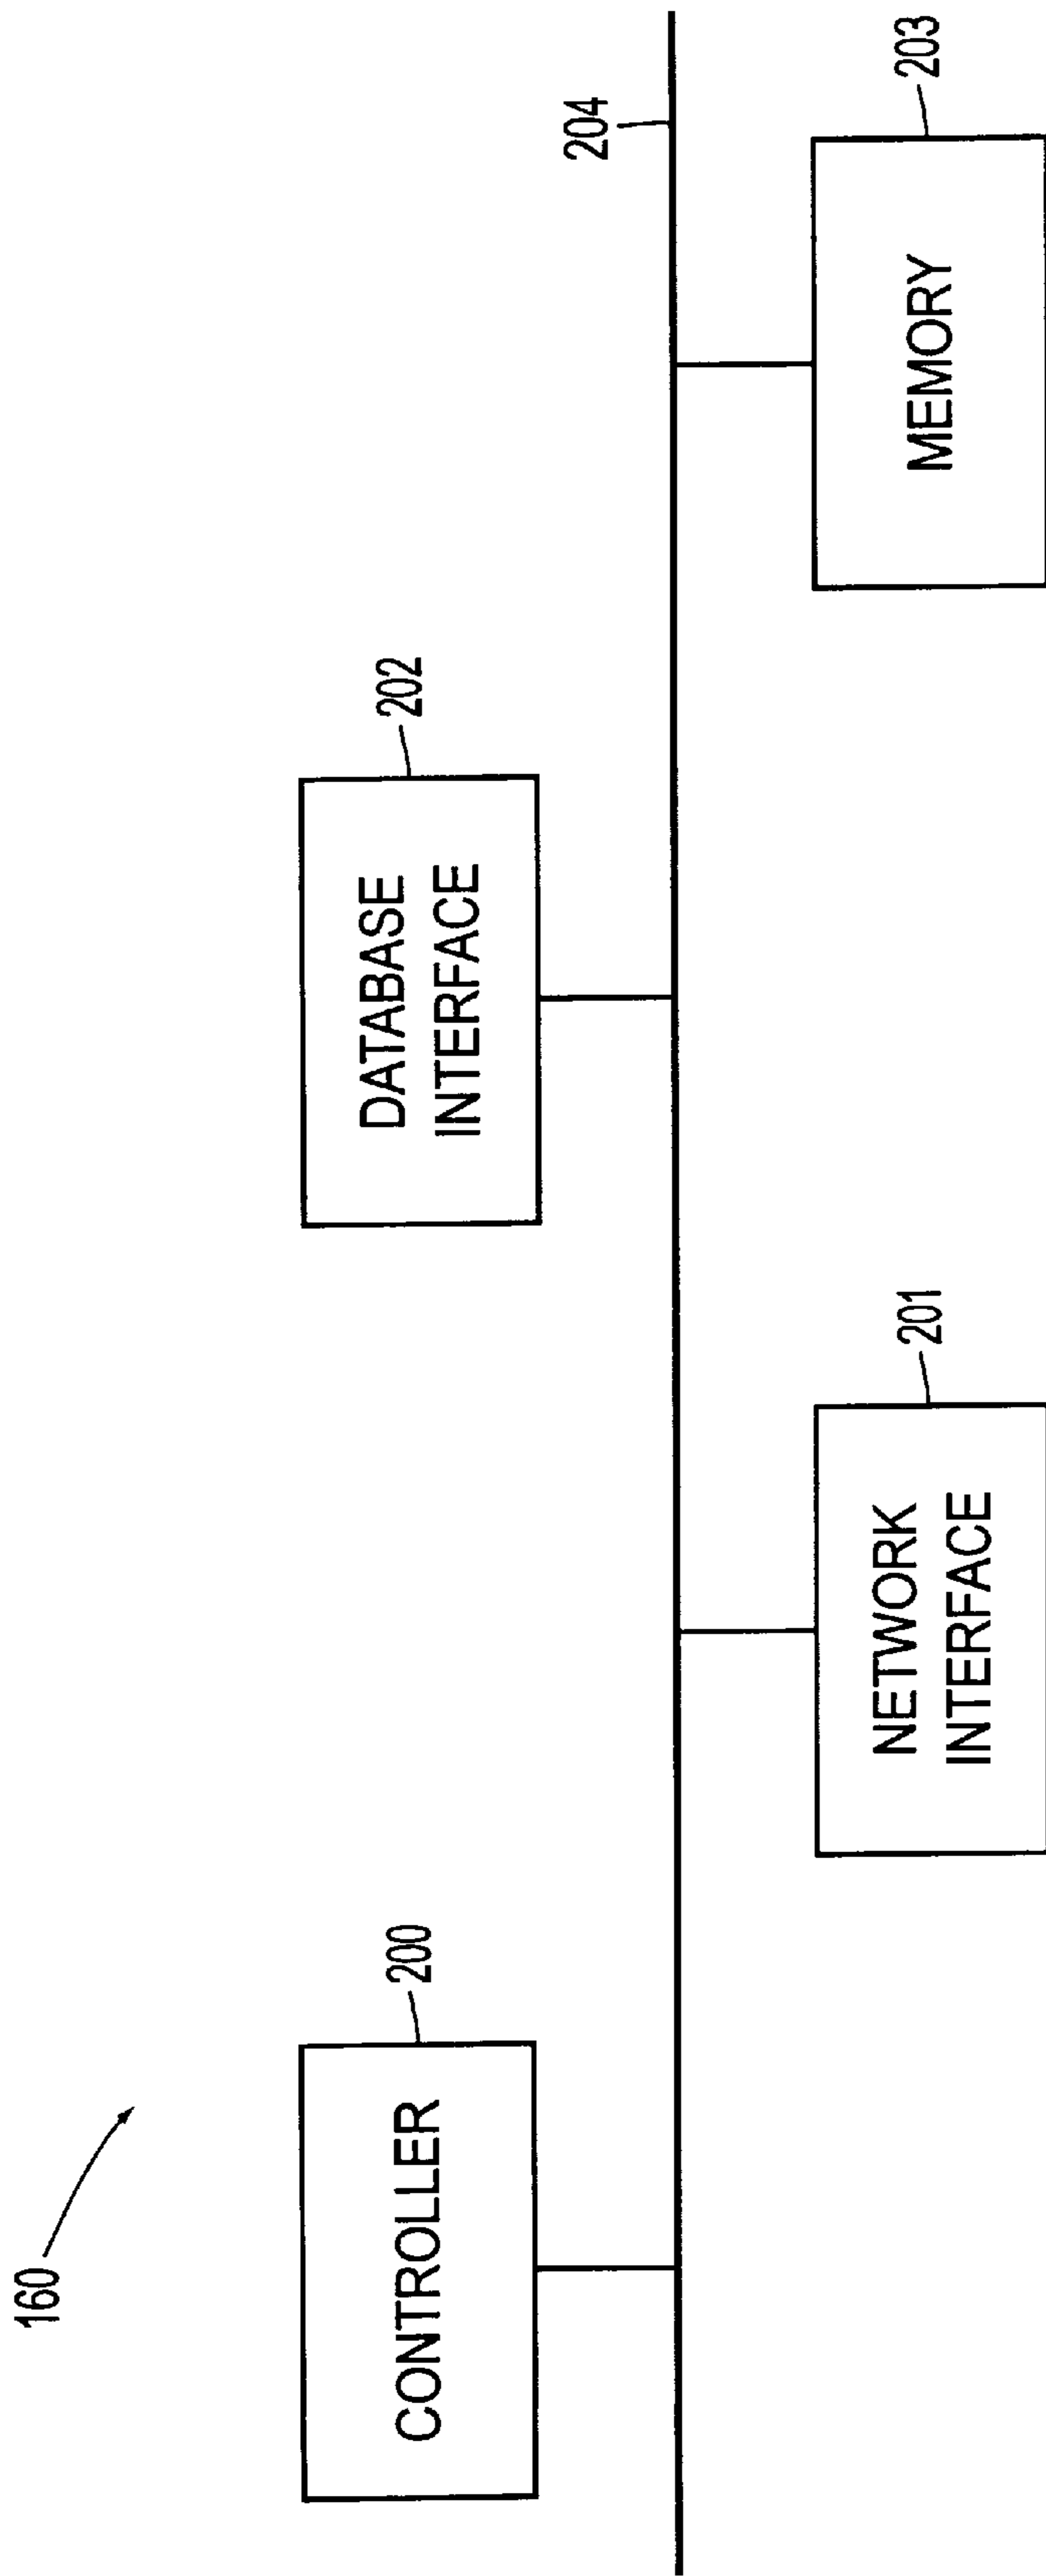 160
CONTROLLER
200
DATABASE
INTERFACE
202
204
NETWORK
INTERFACE
201
MEMORY
203